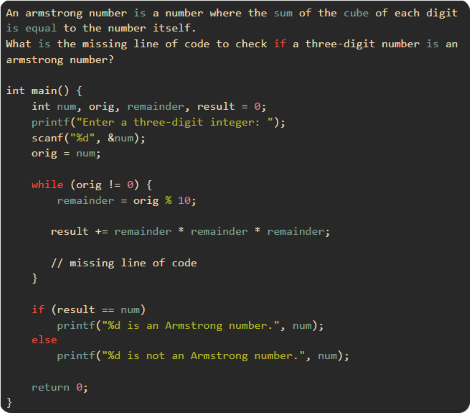 An armstrong number is a number where the sum of the cube of each digit
is equal to the number itself.
What is the missing line of code to check if a three-digit number is an
armstrong number?

int main() {
    int num, orig, remainder, result = 0;
    printf("Enter a three-digit integer: ");
    scanf("%d", &num);
    orig = num;

    while (orig != 0) {
        remainder = orig % 10;

       result += remainder * remainder * remainder;

       // missing line of code
    }

    if (result == num)
        printf("%d is an Armstrong number.", num);
    else
        printf("%d is not an Armstrong number.", num);

    return 0;
}